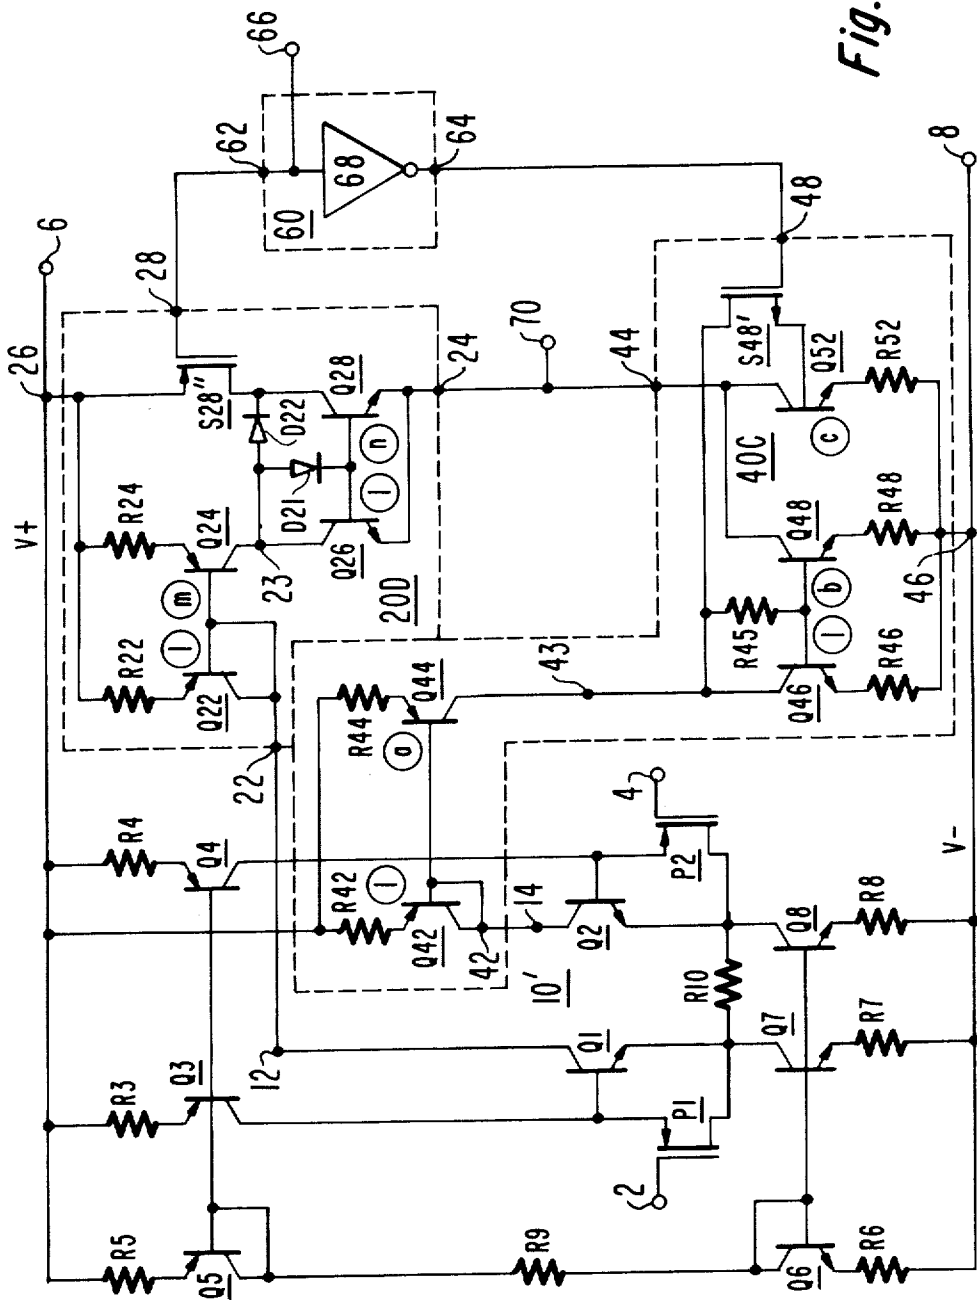 Fig.
66
6
62
68
60
64
8
26
28
48
V+
S28"
D22
Q28
24
70
44
S48'
Q52
R52
R24
Q24
D21
n
1
40C
c
23
Q26
20D
Q48
R48
46
m
1
R45
b
1
R22
Q22
Q44
43
Q46
R46
R44
a
22
4
V-
R4
Q4
P2
R42
1
14
Q42
42
Q2
Q8
R8
10'
R10
12
Q1
Q7
R7
R3
Q3
P1
2
R5
Q5
R9
Q6
R6